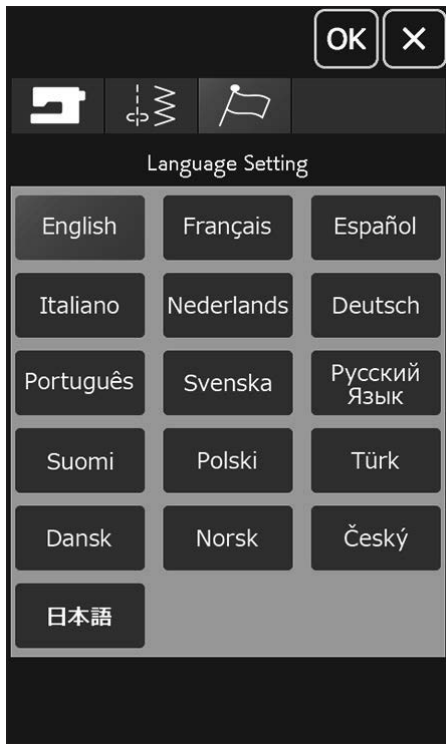 OK ×
Language Setting
English Français Español
Italiano Nederlands Deutsch
Português Svenska Русский
Язык
Suomi Polski Türk
Dansk Norsk Český
日本語